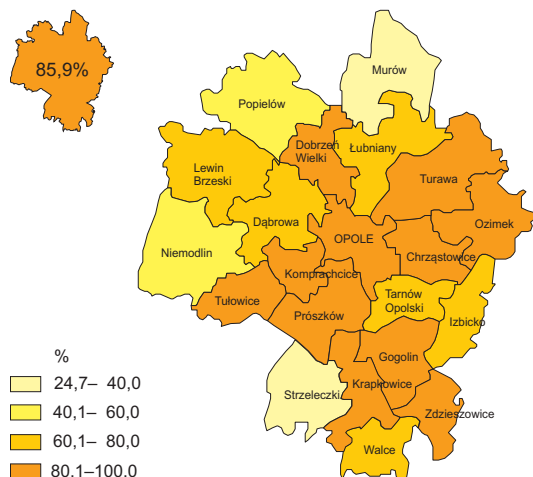 85,9%
Murów
Popielów
Dobrzeń
Wielki
Łubniany
Lewin
Brzeski
Turawa
Dąbrowa
Ozimek
OPOLE
Niemodlin
Chrząstowice
Komprachcice
Tułowice
Tarnów
Opolski
Prószków
Izbicko
Gogolin
Strzeleczki
Krapkowice
Zdzieszowice
Walce
%
24,7– 40,0
40,1– 60,0
60,1– 80,0
80,1–100,0